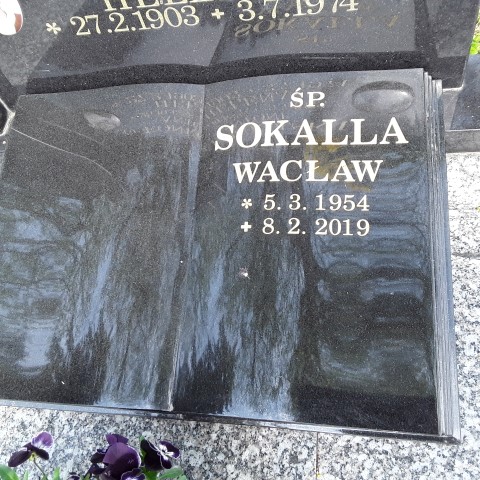 * 27.2.1903 + 3.7.1974
ŚP.
SOKALLA
WACŁAW
* 5. 3. 1954
+ 8. 2. 2019